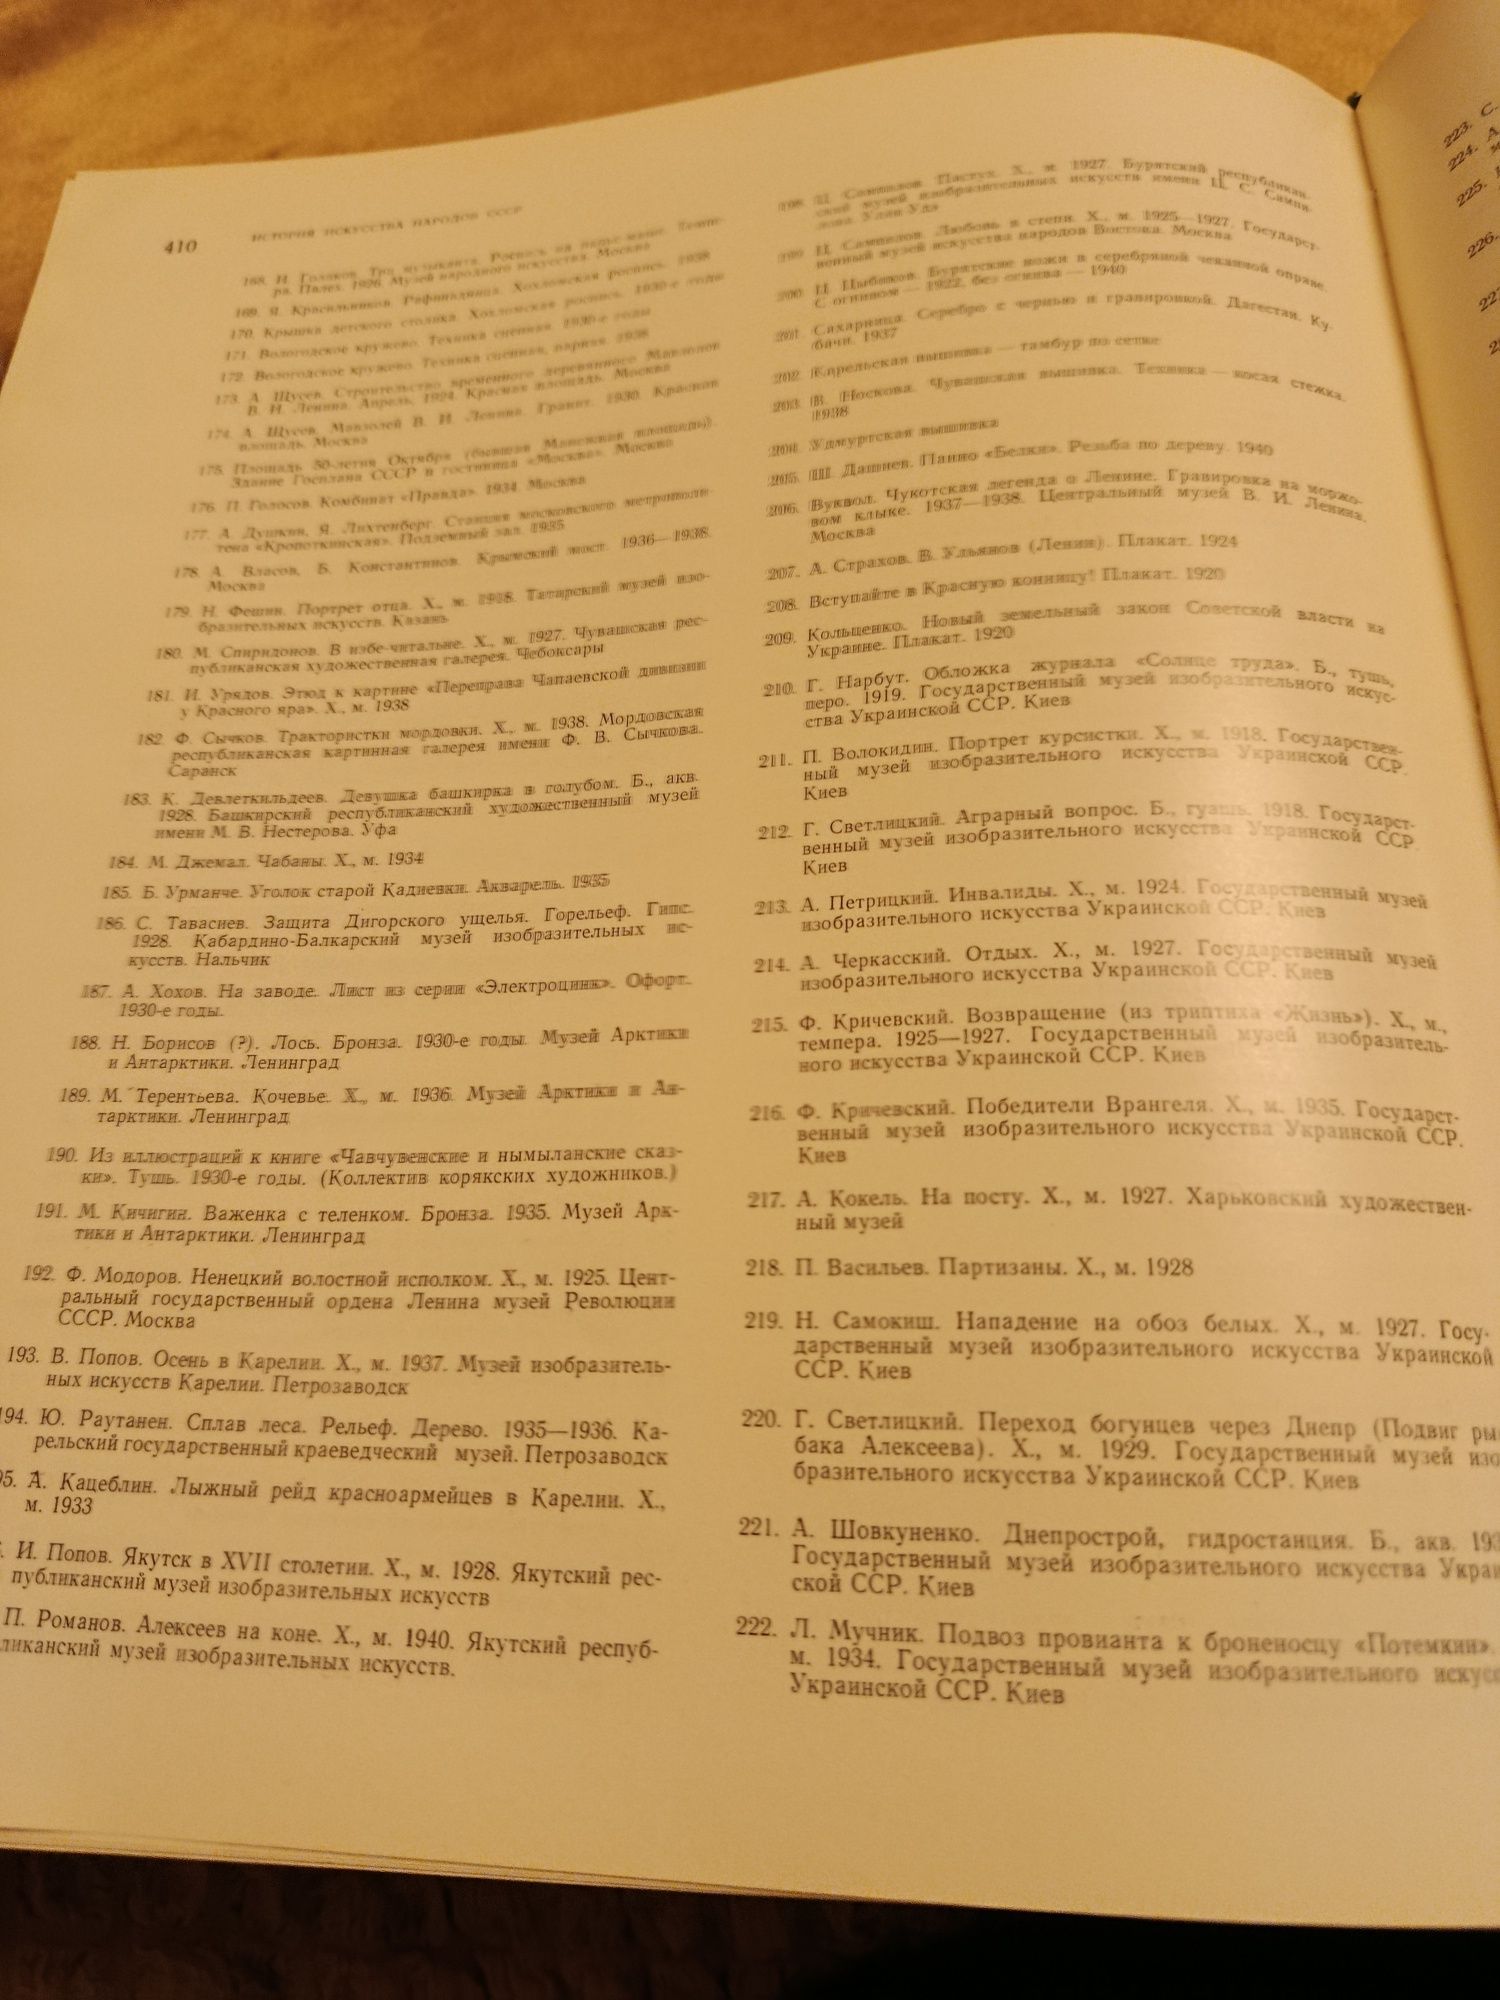 410
ИСТОРИЯ ИСКУССТВА НАРОДОВ СССР
168. И. Голиков. Три музыканта. Роспись на папье-маше. Темпе-
ра. Палех. 1926. Музей народного искусства. Москва
169. Я. Красильников. Хохломская роспись. 1938
170. Крышка детского столика. Хохломская роспись. 1930-е годы
171. Вологодское кружево. Техника сцепная. 1930-е годы
172. Вологодское кружево. Техника сцепная, парная. 1938
173. А. Щусев. Строительство временного деревянного Мавзолея
В. И. Ленина. Апрель, 1924. Красная площадь. Москва
174. А. Щусев. Мавзолей В. И. Ленина. Гранит. 1930. Красная
площадь. Москва
175. Площадь 50-летия Октября (бывшая Манежная площадь).
Здание Госплана СССР и гостиница «Москва». Москва
176. П. Голосов. Комбинат «Правда». 1934. Москва
177. А. Душкин, Я. Лихтенберг. Станция московского метрополи-
тена «Кропоткинская». Подземный зал. 1935
178. А. Власов, Б. Константинов. Крымский мост. 1936—1938.
Москва
179. Н. Фешин. Портрет отца. Х., м. 1918. Татарский музей изо-
бразительных искусств. Казань
180. М. Спиридонов. В избе-читальне. Х., м. 1927. Чувашская рес-
публиканская художественная галерея. Чебоксары
181. И. Урядов. Этюд к картине «Переправа Чапаевской дивизии
у Красного яра». Х., м. 1938
182. Ф. Сычков. Трактористки мордовки. Х., м. 1938. Мордовская
республиканская картинная галерея имени Ф. В. Сычкова.
Саранск
183. К. Девлеткильдеев. Девушка башкирка в голубом. Б., акв.
1928. Башкирский республиканский художественный музей
имени М. В. Нестерова. Уфа
184. М. Джемал. Чабаны. Х., м. 1934
185. Б. Урманче. Уголок старой Кадиевки. Акварель. 1935
186. С. Тавасиев. Защита Дигорского ущелья. Горельеф. Гипс.
1928. Кабардино-Балкарский музей изобразительных ис-
кусств. Нальчик
187. А. Хохов. На заводе. Лист из серии «Электроцинк». Офорт.
1930-е годы.
188. Н. Борисов (?). Лось. Бронза. 1930-е годы. Музей Арктики
и Антарктики. Ленинград
189. М. Терентьева. Кочевье. Х., м. 1936. Музей Арктики и Ан-
тарктики. Ленинград
190. Из иллюстраций к книге «Чавчувенские и нымыланские сказ-
ки». Тушь. 1930-е годы. (Коллектив корякских художников.)
191. М. Кичигин. Важенка с теленком. Бронза. 1935. Музей Арк-
тики и Антарктики. Ленинград
192. Ф. Модоров. Ненецкий волостной исполком. Х., м. 1925. Цент-
ральный государственный ордена Ленина музей Революции
СССР. Москва
193. В. Попов. Осень в Карелии. Х., м. 1937. Музей изобразитель-
ных искусств Карелии. Петрозаводск
194. Ю. Раутанен. Сплав леса. Рельеф. Дерево. 1935—1936. Ка-
рельский государственный краеведческий музей. Петрозаводск
95. А. Кацеблин. Лыжный рейд красноармейцев в Карелии. Х.,
м. 1933
И. Попов. Якутск в XVII столетии. Х., м. 1928. Якутский рес-
публиканский музей изобразительных искусств
П. Романов. Алексеев на коне. Х., м. 1940. Якутский респуб-
ликанский музей изобразительных искусств.
198. Ц. Сампилов. Пастух. Х., м. 1927. Бурятский республикан-
ский музей изобразительных искусств имени Ц. С. Сампи-
лова. Улан-Удэ
199. Ц. Сампилов. Любовь в степи. Х., м. 1925—1927. Государст-
венный музей искусства народов Востока. Москва
200. Ц. Цыбиков. Бурятские ножи в серебряной чеканной оправе.
С огнивом — 1922, без огнива — 1940
201. Сахарница. Серебро с чернью и гравировкой. Дагестан. Ку-
бачи. 1937
202. Карельская вышивка — тамбур по сетке
203. В. Носкова. Чувашская вышивка. Техника — косая стежка.
1938
204. Удмуртская вышивка
205. Ш. Дашиев. Панно «Белки». Резьба по дереву. 1940
206. Вуквол. Чукотская легенда о Ленине. Гравировка на моржо-
вом клыке. 1937—1938. Центральный музей В. И. Ленина.
Москва
207. А. Страхов. В. Ульянов (Ленин). Плакат. 1924
208. Вступайте в Красную конницу! Плакат. 1920
209. Кольценко. Новый земельный закон Советской власти на
Украине. Плакат. 1920
210. Г. Нарбут. Обложка журнала «Солнце труда». Б., тушь,
перо. 1919. Государственный музей изобразительного искус-
ства Украинской ССР. Киев
211. П. Волокидин. Портрет курсистки. Х., м. 1918. Государствен-
ный музей изобразительного искусства Украинской ССР.
Киев
212. Г. Светлицкий. Аграрный вопрос. Б., гуашь. 1918. Государст-
венный музей изобразительного искусства Украинской ССР.
Киев
213. А. Петрицкий. Инвалиды. Х., м. 1924. Государственный музей
изобразительного искусства Украинской ССР. Киев
214. А. Черкасский. Отдых. Х., м. 1927. Государственный музей
изобразительного искусства Украинской ССР. Киев
215. Ф. Кричевский. Возвращение (из триптиха «Жизнь»). Х., м.,
темпера. 1925—1927. Государственный музей изобразитель-
ного искусства Украинской ССР. Киев
216. Ф. Кричевский. Победители Врангеля. Х., м. 1935. Государст-
венный музей изобразительного искусства Украинской ССР.
Киев
217. А. Кокель. На посту. Х., м. 1927. Харьковский художествен-
ный музей
218. П. Васильев. Партизаны. Х., м. 1928
219. Н. Самокиш. Нападение на обоз белых. Х., м. 1927. Госу-
дарственный музей изобразительного искусства Украинской
ССР. Киев
220. Г. Светлицкий. Переход богунцев через Днепр (Подвиг ры-
бака Алексеева). Х., м. 1929. Государственный музей изо-
бразительного искусства Украинской ССР. Киев
221. А. Шовкуненко. Днепрострой, гидростанция. Б., акв. 193
Государственный музей изобразительного искусства Украи
ской ССР. Киев
222. Л. Мучник. Подвоз провианта к броненосцу «Потемкин».
м. 1934. Государственный музей изобразительного искусс
Украинской ССР. Киев
223. С.
224. А.
225.
226.